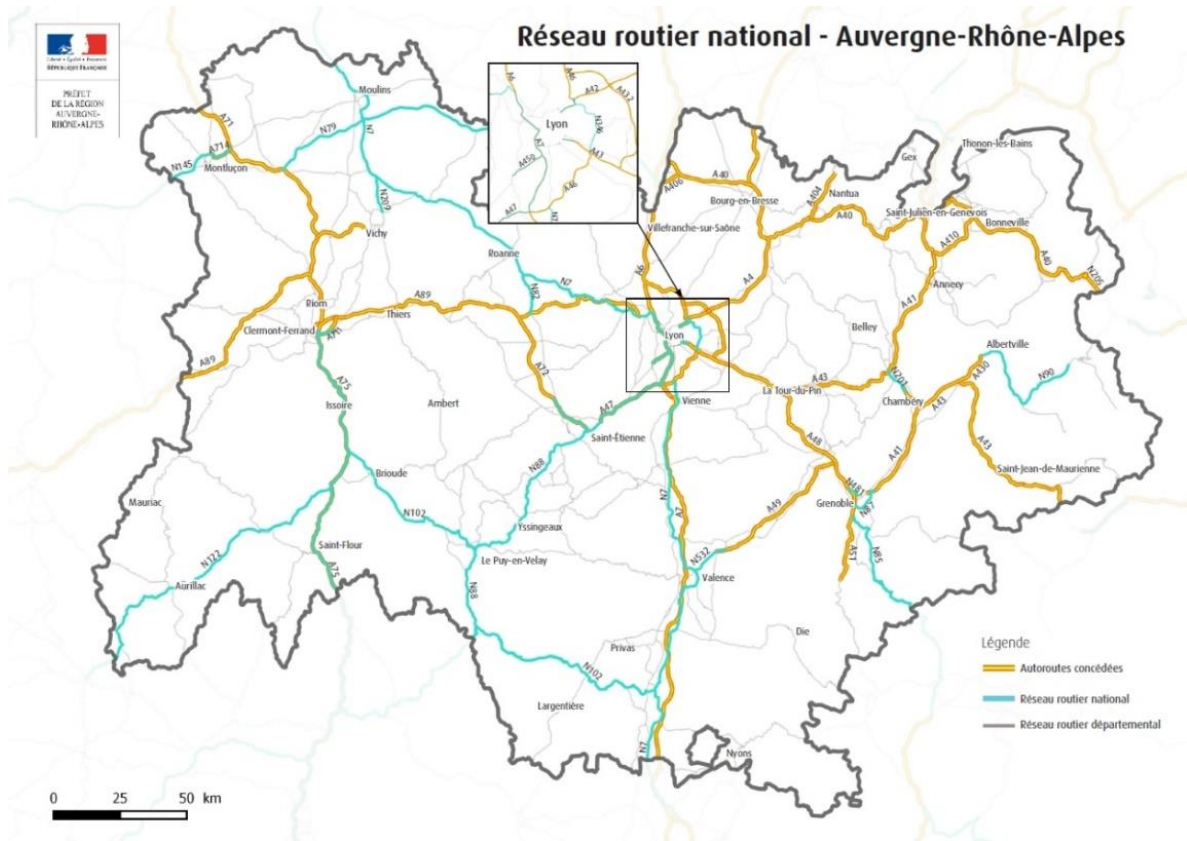 Réseau routier national - Auvergne-Rhône-Alpes
RÉPUBLIQUE FRANÇAISE
PRÉFET
DE LA RÉGION
AUVERGNE-
RHÔNE-ALPES
A6
A46
A42
A432
Lyon
N346
A7
A43
A450
A46
A47
N7
Moulins
A71
N79
N7
A714
N145
Montluçon
N209
Vichy
Roanne
N7
N82
Riom
A89
Thiers
Clermont-Ferrand
A711
A89
A72
A75
Issoire
Ambert
A47
Saint-Étienne
Brioude
N88
N102
Yssingeaux
Mauriac
Saint-Flour
Le Puy-en-Velay
N122
Aürillac
A75
N88
Thonon-les-Bains
Gex
A40
A406
Bourg-en-Bresse
A404
Nantua
A40
Saint-Julien-en-Genevois
Bonneville
Villefranche-sur-Saône
A410
A40
N205
A6
A4
Annecy
A41
Lyon
Belley
Albertville
A43
La Tour-du-Pin
N201
A430
N90
Chambéry
A43
Vienne
A48
A41
A43
Saint-Jean-de-Maurienne
N481
Grenoble
N87
N7
A7
A49
N532
A51
N85
Valence
Die
Privas
N102
Largentière
N7
Nyons
Légende
Autoroutes concédées
Réseau routier national
Réseau routier départemental
0 25 50 km